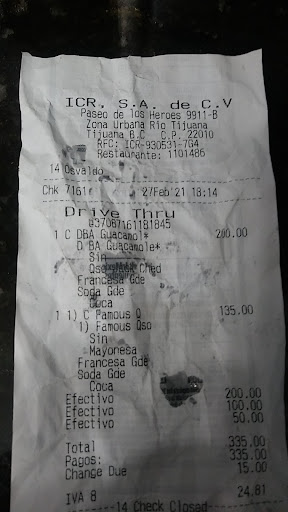 ICR, S.A. de C.V
Paseo de los Heroes 9911-B
Zona Urbana Rio Tijuana
Tijuana B.C C.P. 22010
RFC: ICR-930531-7G4
Restaurante: 1101486
14 Osvaldo
Chk 7161 27Feb'21 18:14
Drive Thru
#37067161181845
1 C DBA Guacamol* 200.00
D BA Guacamole*
Sin
Qso Ched
Francesa Gde
Soda Gde
Coca
1 1) C Famous Q 135.00
1) Famous Qso
Sin
Mayonesa
Francesa Gde
Soda Gde
Coca
Efectivo 200.00
Efectivo 100.00
Efectivo 50.00
Total 335.00
Pagos: 335.00
Change Due 15.00
IVA 8 24.81
14 Check Closed